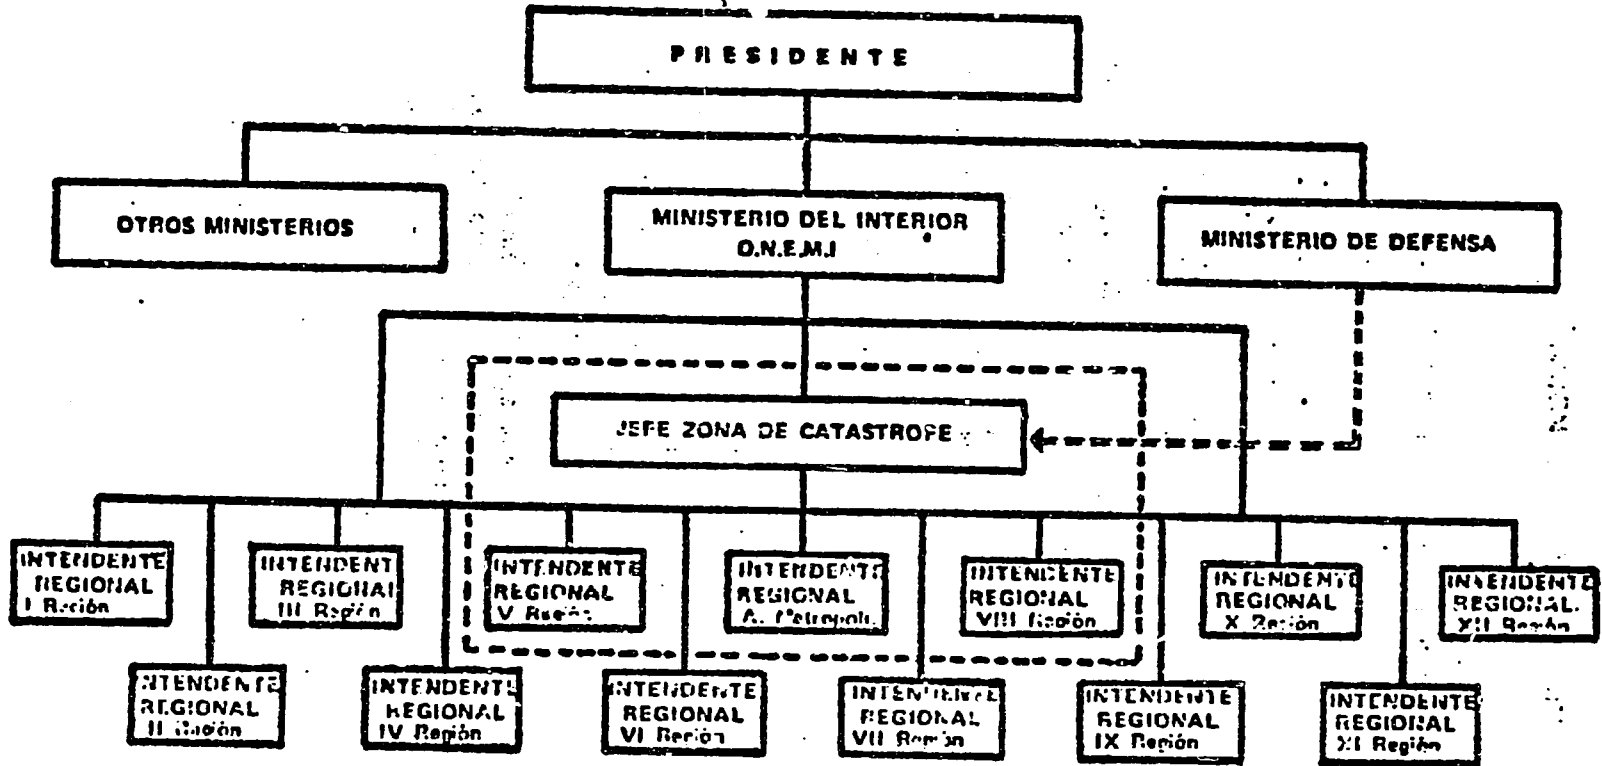 PRESIDENTE
OTROS MINISTERIOS
MINISTERIO DEL INTERIOR
O.N.E.M.I
MINISTERIO DE DEFENSA
JEFE ZONA DE CATASTROFE
INTENDENTE
REGIONAL
I Región
INTENDENT
REGIONAL
III Región
INTENDENTE
REGIONAL
V Región
INTENDENTE
REGIONAL
A. Metropolit.
INTENDENTE
REGIONAL
VIII Región
INTENDENTE
REGIONAL
X Región
INTENDENTE
REGIONAL.
XII Región
INTENDENTE
REGIONAL
II Región
INTENDENTE
REGIONAL
IV Región
INTENDENTE
REGIONAL
VI Región
INTENDENTE
REGIONAL
VII Región
INTENDENTE
REGIONAL
IX Región
INTENDENTE
REGIONAL
XI Región